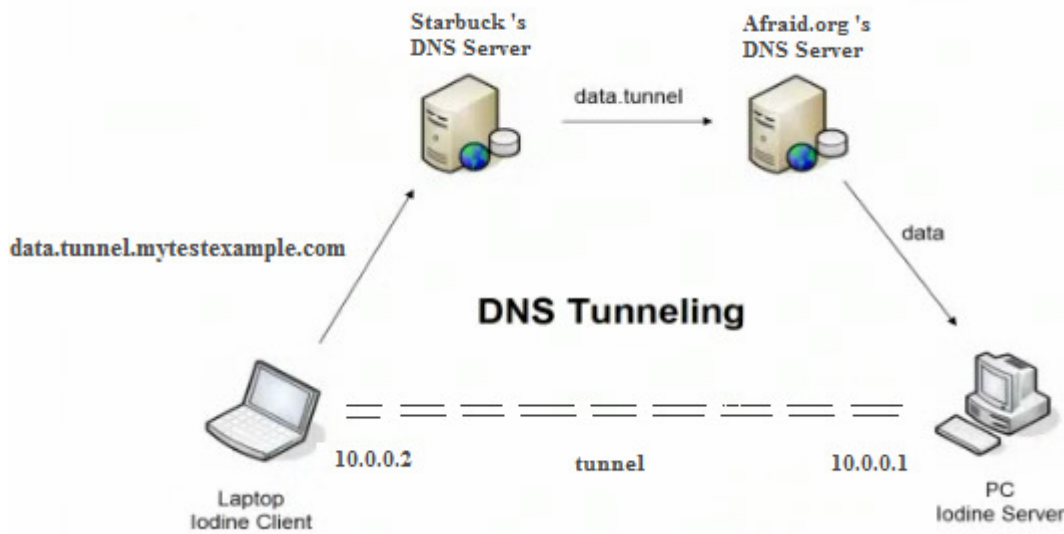 Starbuck 's
DNS Server
Afraid.org 's
DNS Server
data.tunnel
data.tunnel.mytestexample.com
data
DNS Tunneling
10.0.0.2
tunnel
10.0.0.1
Laptop
Iodine Client
PC
Iodine Server